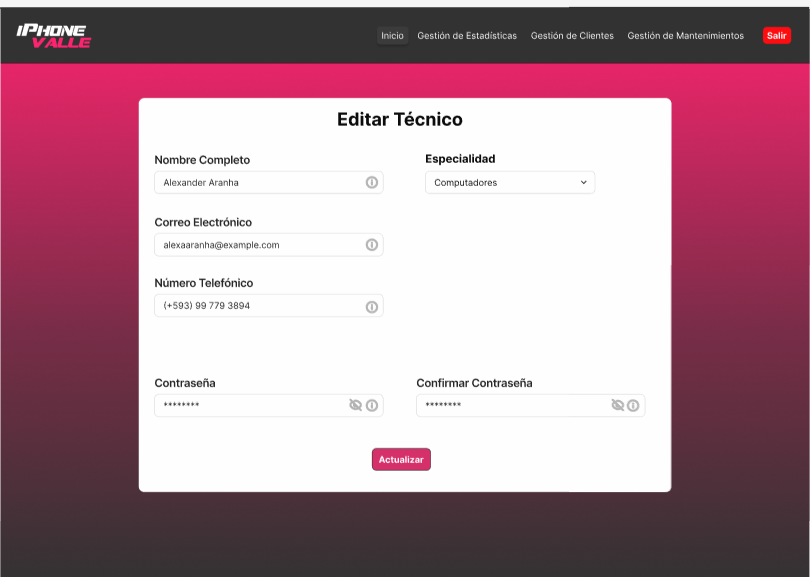 iPHONE
VALLE
Inicio Gestión de Estadísticas Gestión de Clientes Gestión de Mantenimientos Salir
Editar Técnico
Nombre Completo Especialidad
Alexander Aranha Computadores
Correo Electrónico
alexaaranha@example.com
Número Telefónico
(+593) 99 779 3894
Contraseña Confirmar Contraseña
******** ********
Actualizar